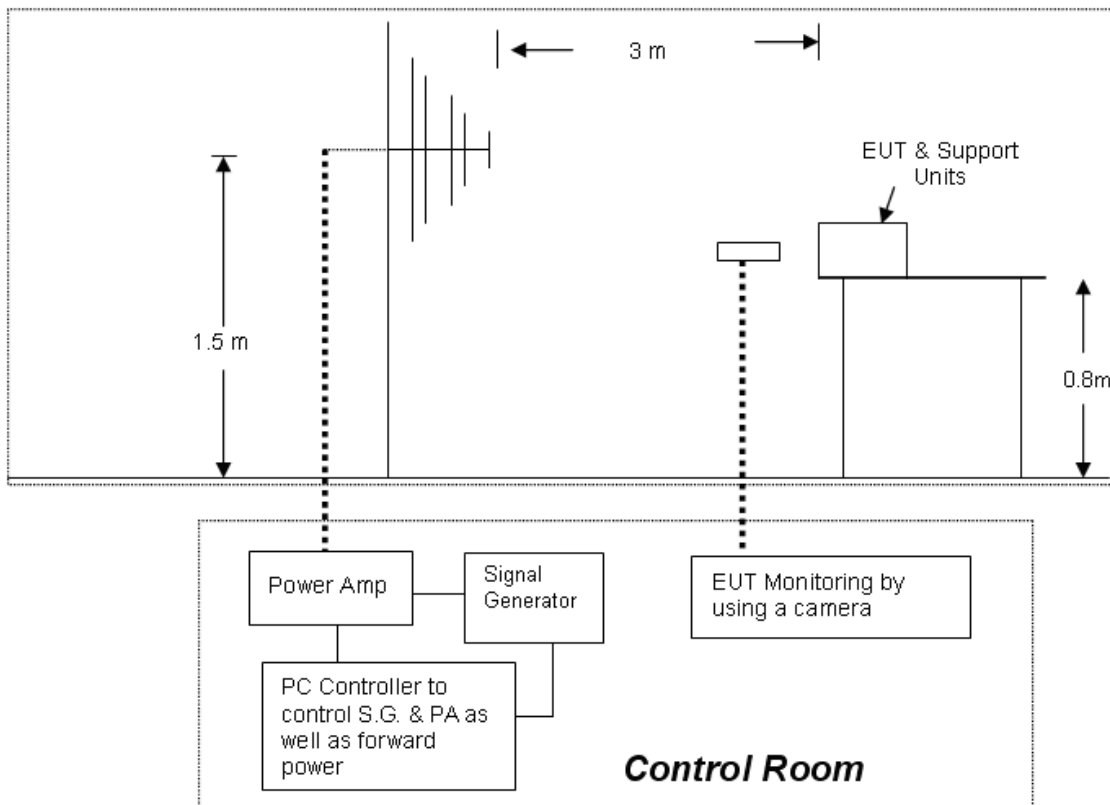 3 m
EUT & Support
Units
1.5 m
0.8m
Power Amp
Signal
Generator
EUT Monitoring by
using a camera
PC Controller to
control S.G. & PA as
well as forward
power
Control Room